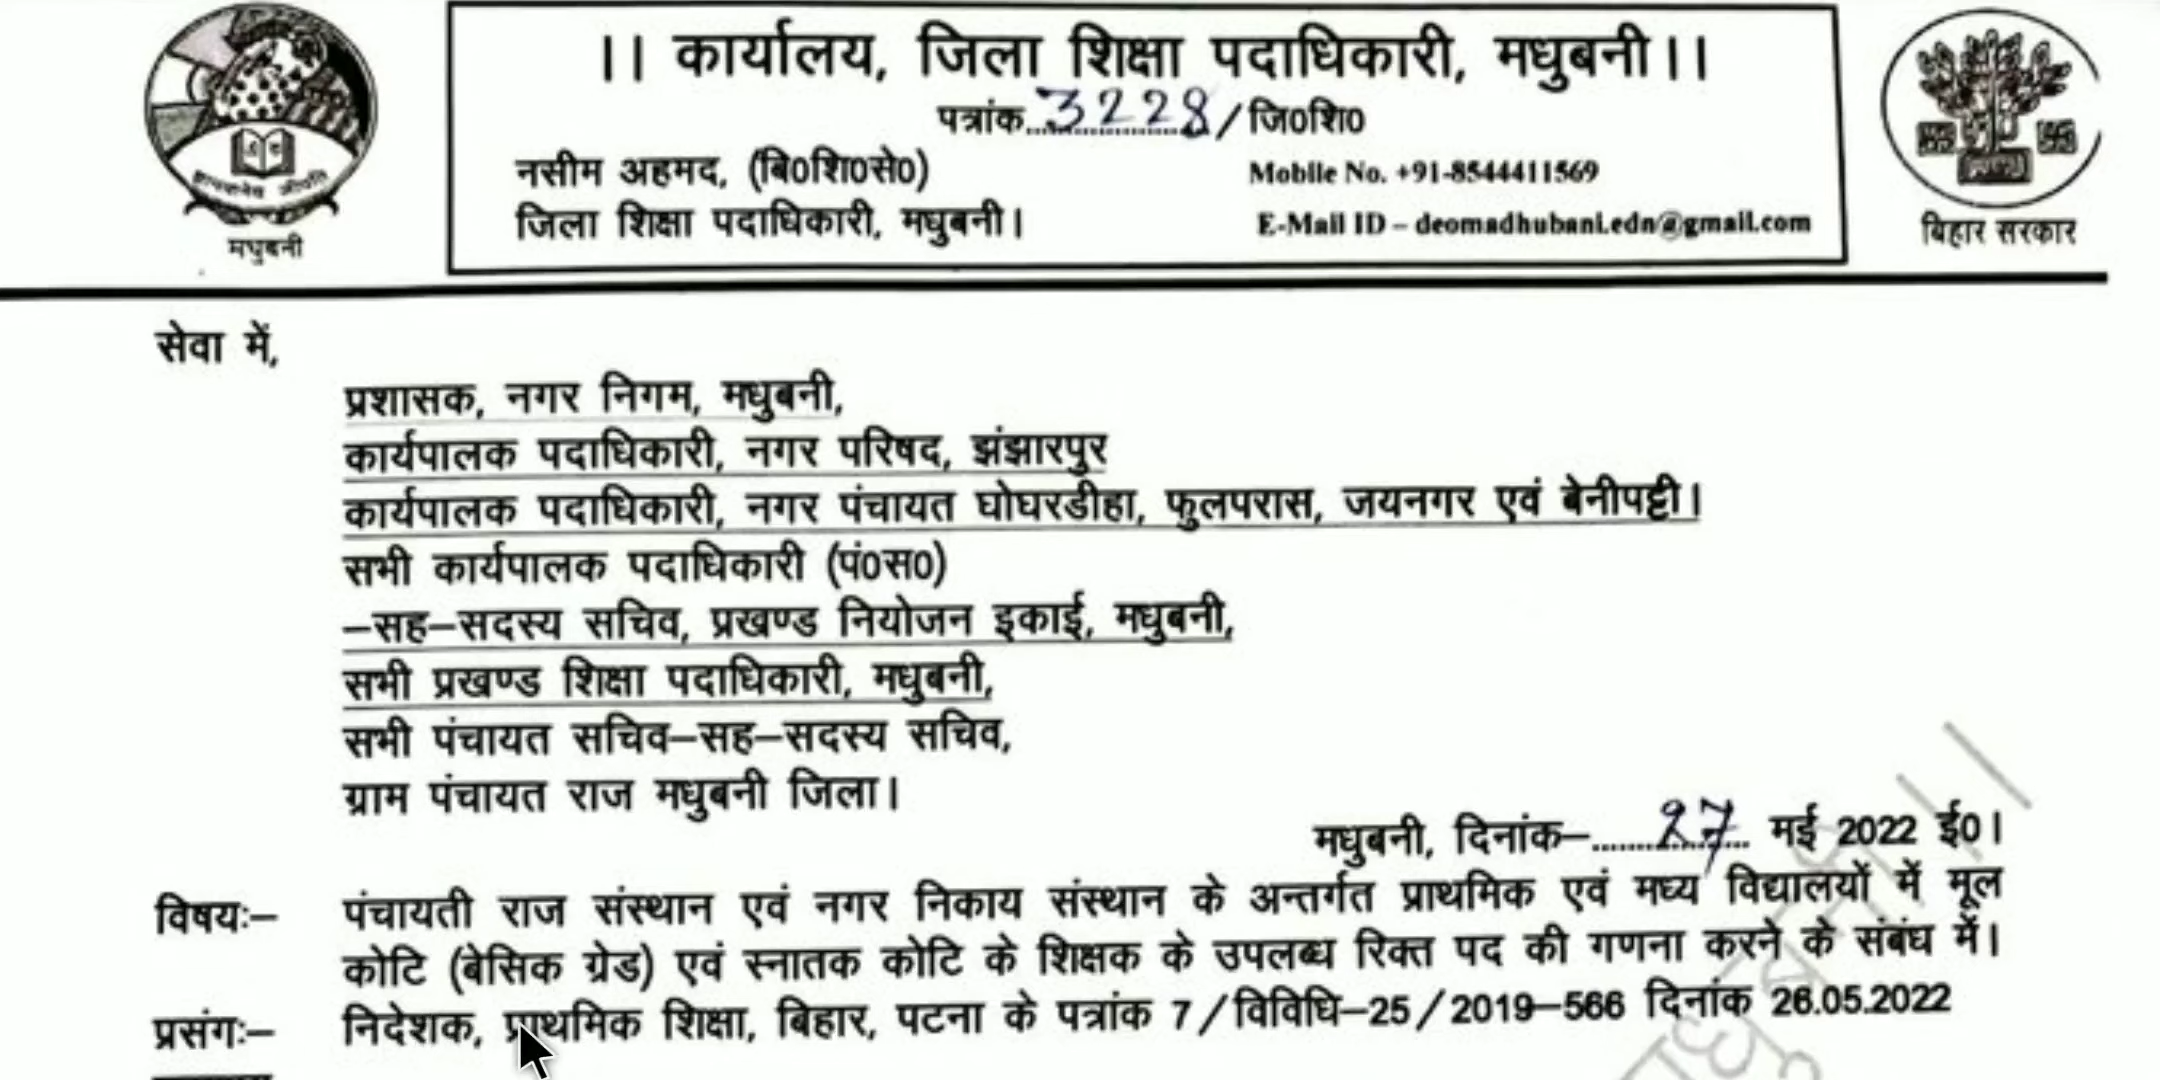 ।। कार्यालय, जिला शिक्षा पदाधिकारी, मधुबनी।।
पत्रांक...3228/जि0शि0
नसीम अहमद, (बि0शि0से0)
Mobile No. +91-8544411569
जिला शिक्षा पदाधिकारी, मधुबनी।
E-Mail ID – deomadhubani.edn@gmail.com
मधुबनी
बिहार सरकार
सेवा में,
प्रशासक, नगर निगम, मधुबनी,
कार्यपालक पदाधिकारी, नगर परिषद, झंझारपुर
कार्यपालक पदाधिकारी, नगर पंचायत घोघरडीहा, फुलपरास, जयनगर एवं बेनीपट्टी।
सभी कार्यपालक पदाधिकारी (पं0स0)
–सह–सदस्य सचिव, प्रखण्ड नियोजन इकाई, मधुबनी,
सभी प्रखण्ड शिक्षा पदाधिकारी, मधुबनी,
सभी पंचायत सचिव–सह–सदस्य सचिव,
ग्राम पंचायत राज मधुबनी जिला।
मधुबनी, दिनांक–...27... मई 2022 ई0।
विषयः– पंचायती राज संस्थान एवं नगर निकाय संस्थान के अन्तर्गत प्राथमिक एवं मध्य विद्यालयों में मूल
कोटि (बेसिक ग्रेड) एवं स्नातक कोटि के शिक्षक के उपलब्ध रिक्त पद की गणना करने के संबंध में।
प्रसंगः– निदेशक, प्राथमिक शिक्षा, बिहार, पटना के पत्रांक 7/विविधि–25/2019–566 दिनांक 26.05.2022